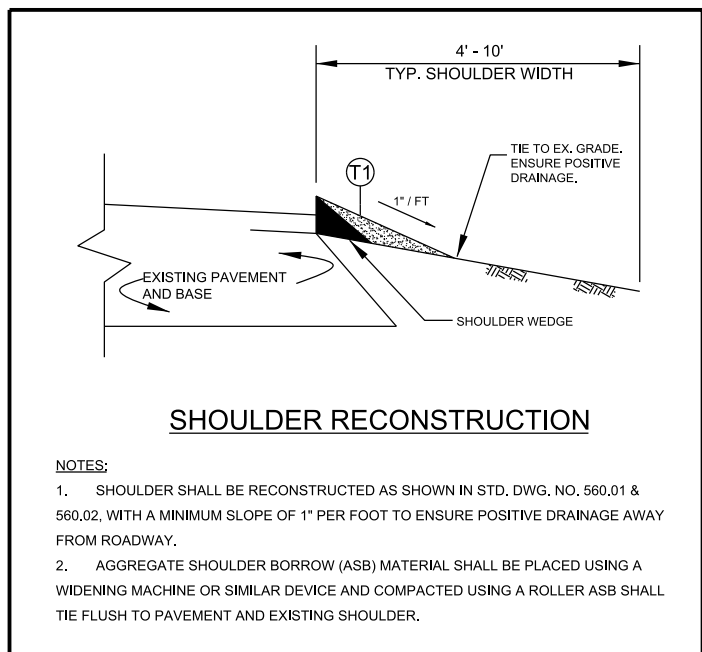 4' - 10'
TYP. SHOULDER WIDTH
TIE TO EX. GRADE.
ENSURE POSITIVE
DRAINAGE.
T1
1" / FT
EXISTING PAVEMENT
AND BASE
SHOULDER WEDGE
SHOULDER RECONSTRUCTION
NOTES:
1. SHOULDER SHALL BE RECONSTRUCTED AS SHOWN IN STD. DWG. NO. 560.01 &
560.02, WITH A MINIMUM SLOPE OF 1" PER FOOT TO ENSURE POSITIVE DRAINAGE AWAY
FROM ROADWAY.
2. AGGREGATE SHOULDER BORROW (ASB) MATERIAL SHALL BE PLACED USING A
WIDENING MACHINE OR SIMILAR DEVICE AND COMPACTED USING A ROLLER ASB SHALL
TIE FLUSH TO PAVEMENT AND EXISTING SHOULDER.